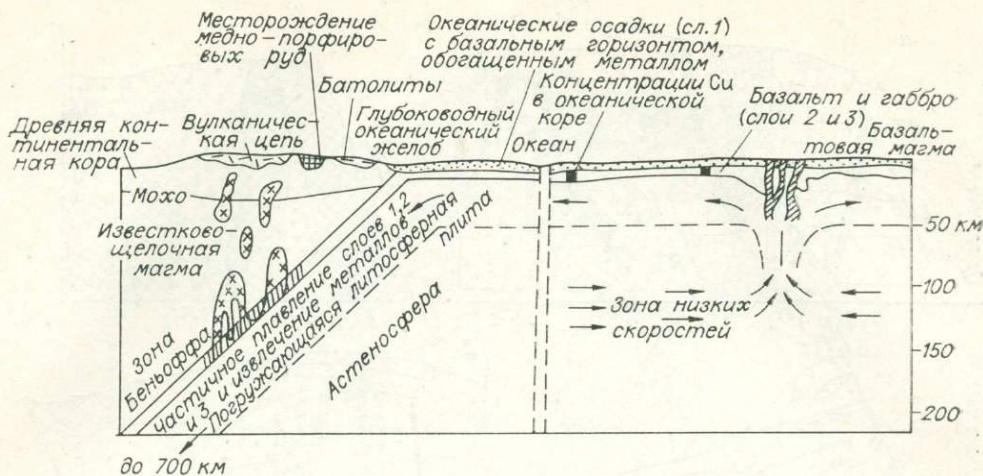 Месторождение
медно-порфиро-
вых руд
Океанические осадки (сл.1)
с базальным горизонтом,
обогащенным металлом
Батолиты
Концентрации Cu
в океанической
коре
Базальт и габбро
(слои 2 и 3)
Базаль-
товая магма
Древняя кон-
тиненталь-
ная кора
Вулканичес-
кая цепь
Глубоководный
океанический
желоб
Океан
Мохо
Известково-
щелочная
магма
Зона
Беньоффа
Частичное плавление слоев 1,2
и 3 и извлечение металлов
Погружающаяся литосферная
плита
Астеносфера
Зона низких
скоростей
50 км
100
150
200
до 700 км